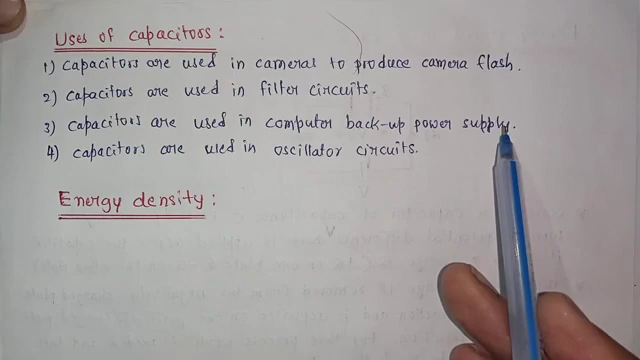 Uses of capacitors:
1) Capacitors are used in cameras to produce camera flash.
2) Capacitors are used in filter circuits.
3) Capacitors are used in computer back-up power supply.
4) Capacitors are used in oscillator circuits.
Energy density: